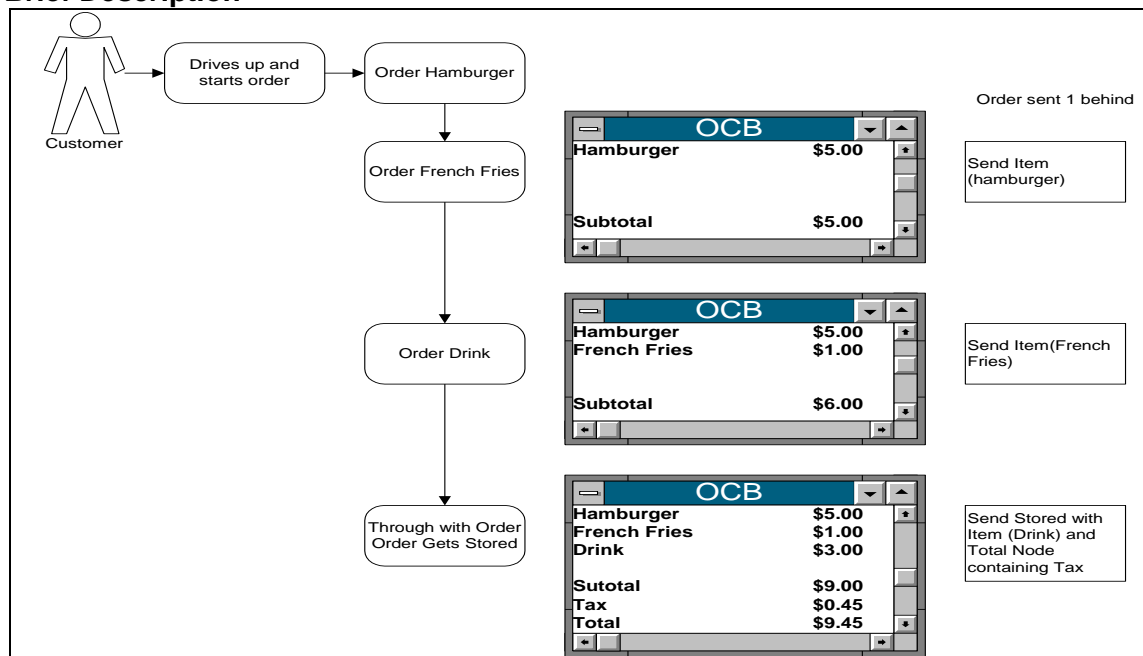 Brief Description
Customer
Drives up and
starts order
Order Hamburger
Order sent 1 behind
Order French Fries
OCB
Hamburger $5.00
Subtotal $5.00
Send Item
(hamburger)
Order Drink
OCB
Hamburger $5.00
French Fries $1.00
Subtotal $6.00
Send Item(French
Fries)
Through with Order
Order Gets Stored
OCB
Hamburger $5.00
French Fries $1.00
Drink $3.00
Sutotal $9.00
Tax $0.45
Total $9.45
Send Stored with
Item (Drink) and
Total Node
containing Tax